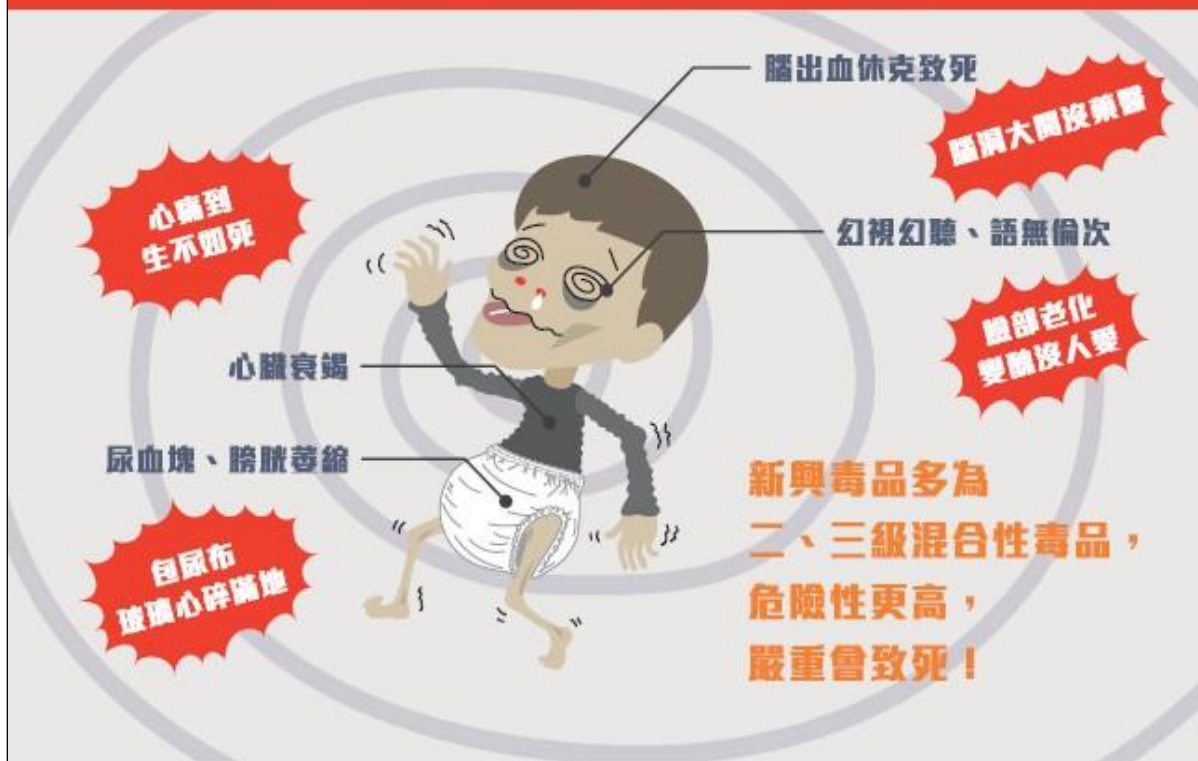 腦出血休克致死
腦洞大開沒藥醫
心痛到
生不如死
幻視幻聽、語無倫次
臉部老化
變醜沒人愛
心臟衰竭
尿血塊、膀胱萎縮
包尿布
玻璃心碎滿地
新興毒品多為
二、三級混合性毒品，
危險性更高，
嚴重會致死！